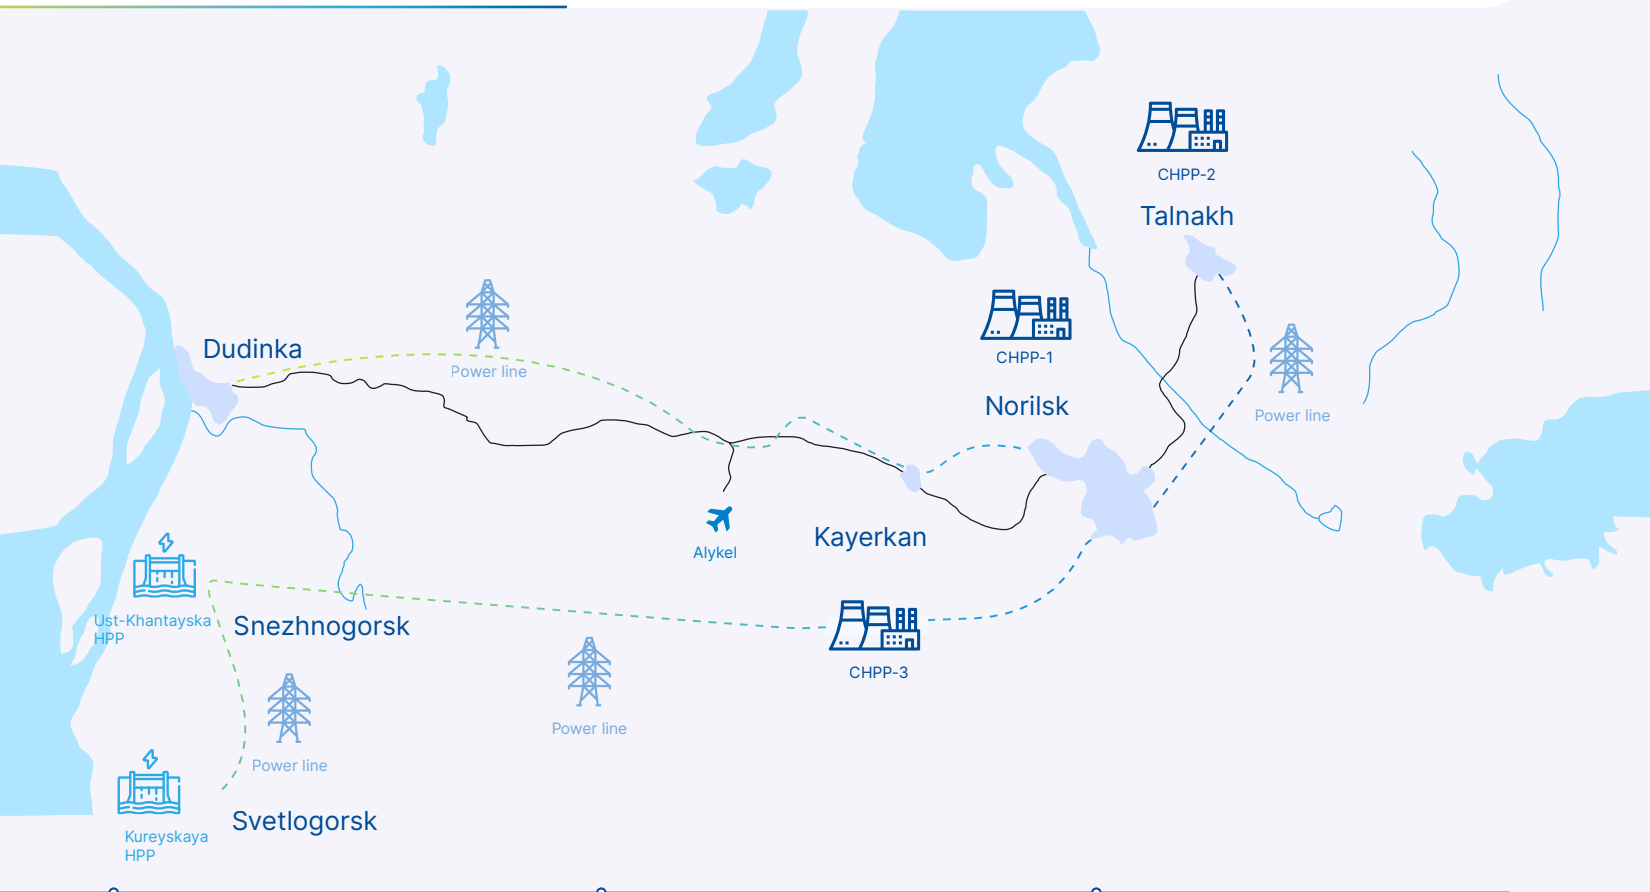 CHPP-2
Talnakh
CHPP-1
Dudinka
Power line
Norilsk
Power line
Kayerkan
Alykel
Ust-Khantayska
HPP
Snezhnogorsk
CHPP-3
Power line
Power line
Svetlogorsk
Kureyskaya
HPP